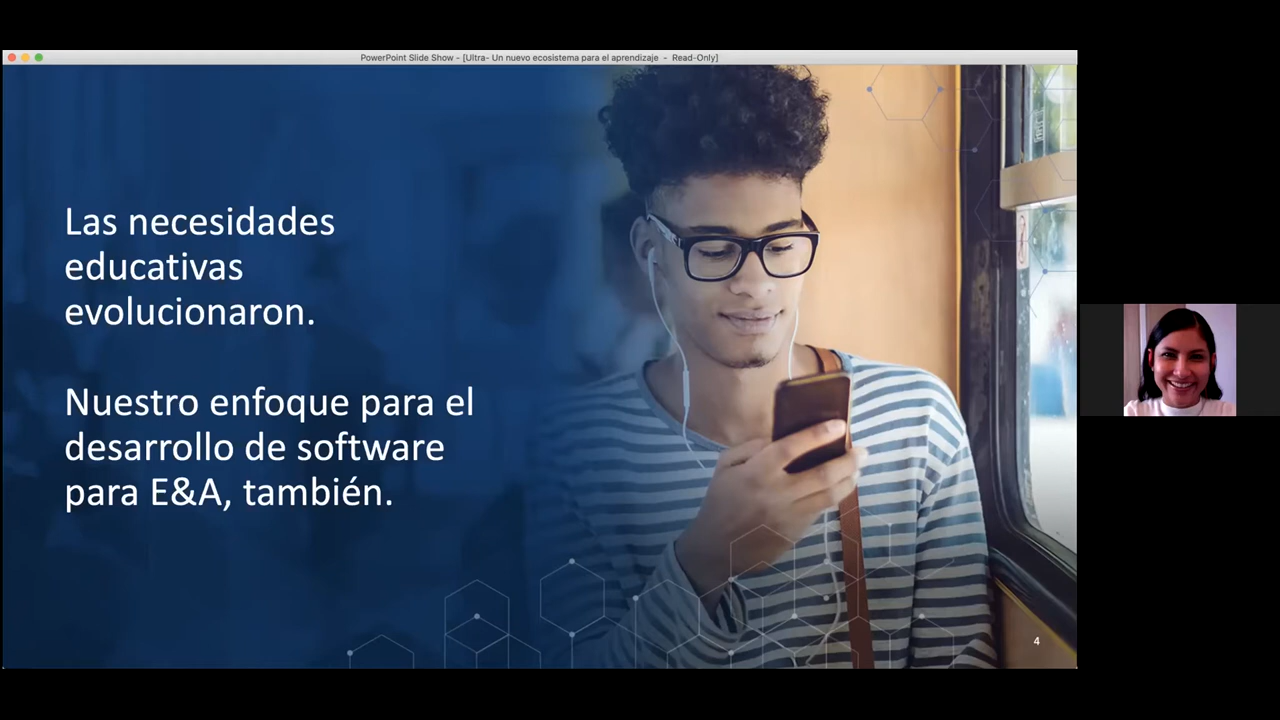 PowerPoint Slide Show - [Ultra- Un nuevo ecosistema para el aprendizaje - Read-Only]
Las necesidades
educativas
evolucionaron.
Nuestro enfoque para el
desarrollo de software
para E&A, también.
4